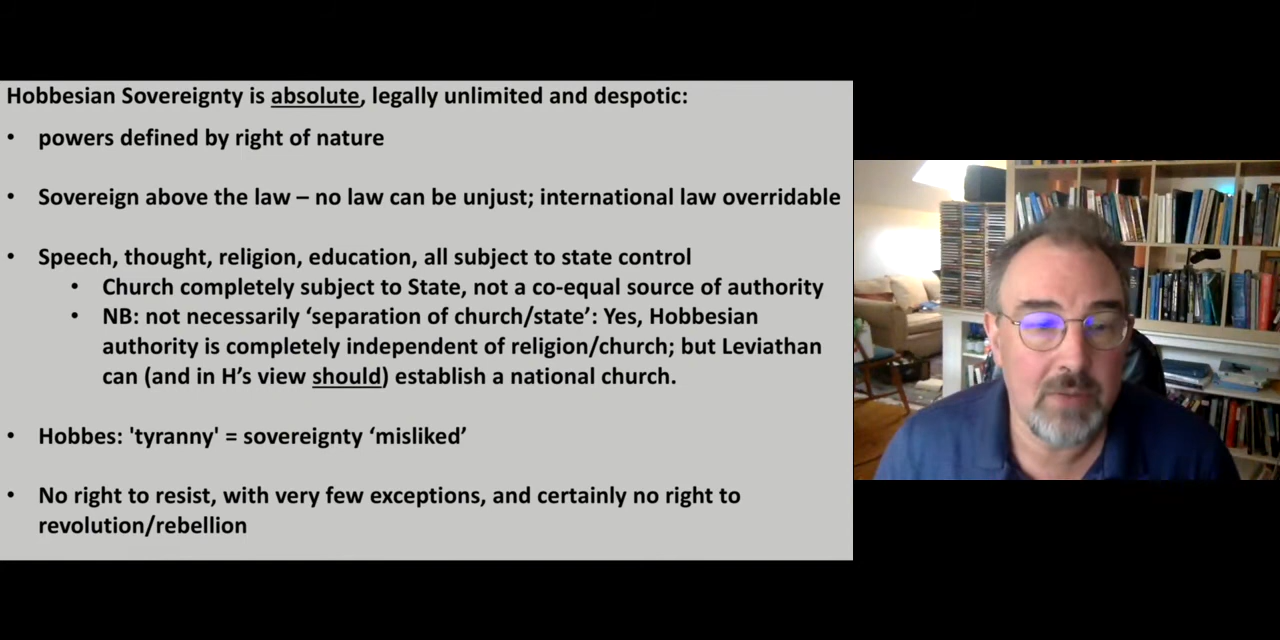 Hobbesian Sovereignty is absolute, legally unlimited and despotic:
• powers defined by right of nature
• Sovereign above the law – no law can be unjust; international law overridable
• Speech, thought, religion, education, all subject to state control
• Church completely subject to State, not a co-equal source of authority
• NB: not necessarily ‘separation of church/state’: Yes, Hobbesian
authority is completely independent of religion/church; but Leviathan
can (and in H’s view should) establish a national church.
• Hobbes: 'tyranny' = sovereignty ‘misliked’
• No right to resist, with very few exceptions, and certainly no right to
revolution/rebellion